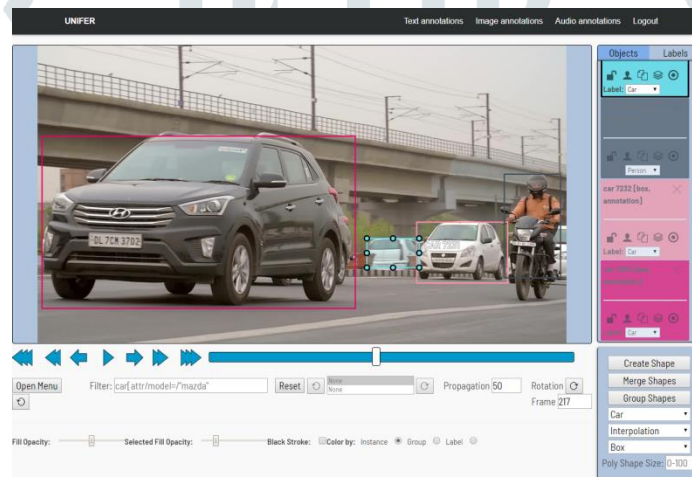 UNIFER
Text annotations Image annotations Audio annotations Logout
Objects Labels
Label: Car
Person
car 7232 [box,
annotation]
Label: Car
Car
DL 7CM 3702
Create Shape
Merge Shapes
Group Shapes
Open Menu Filter: car[attr/model=/"mazda" Reset None None Propagation 50 Rotation
Frame 217
Car
Interpolation
Box
Poly Shape Size: 0-100
Fill Opacity: Selected Fill Opacity: Black Stroke: Color by: instance Group Label